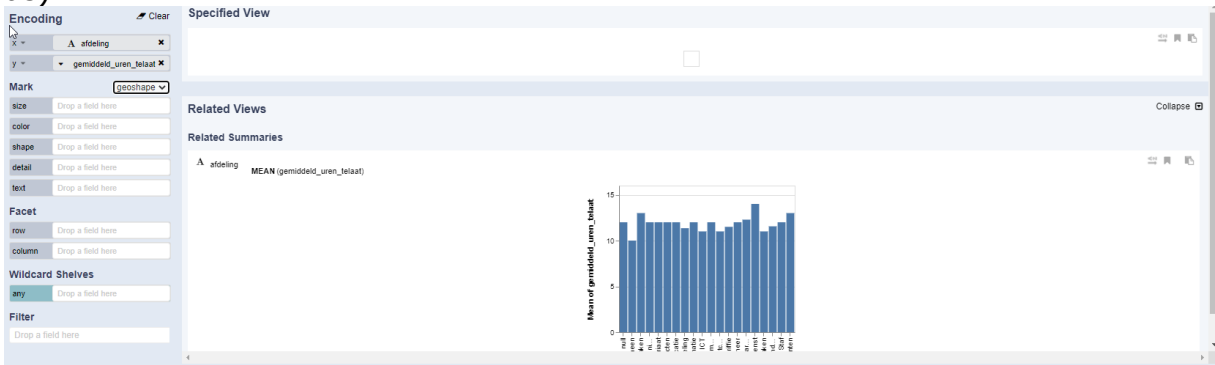 Encoding
Clear
x
A afdeling
y
gemiddeld_uren_telaat
Mark
geoshape
size
Drop a field here
color
Drop a field here
shape
Drop a field here
detail
Drop a field here
text
Drop a field here
Facet
row
Drop a field here
column
Drop a field here
Wildcard Shelves
any
Drop a field here
Filter
Drop a field here
Specified View
Related Views
Collapse
Related Summaries
A afdeling
MEAN (gemiddeld_uren_telaat)
Mean of gemiddeld_uren_telaat
15
10
5
0
null
ICT
Staf